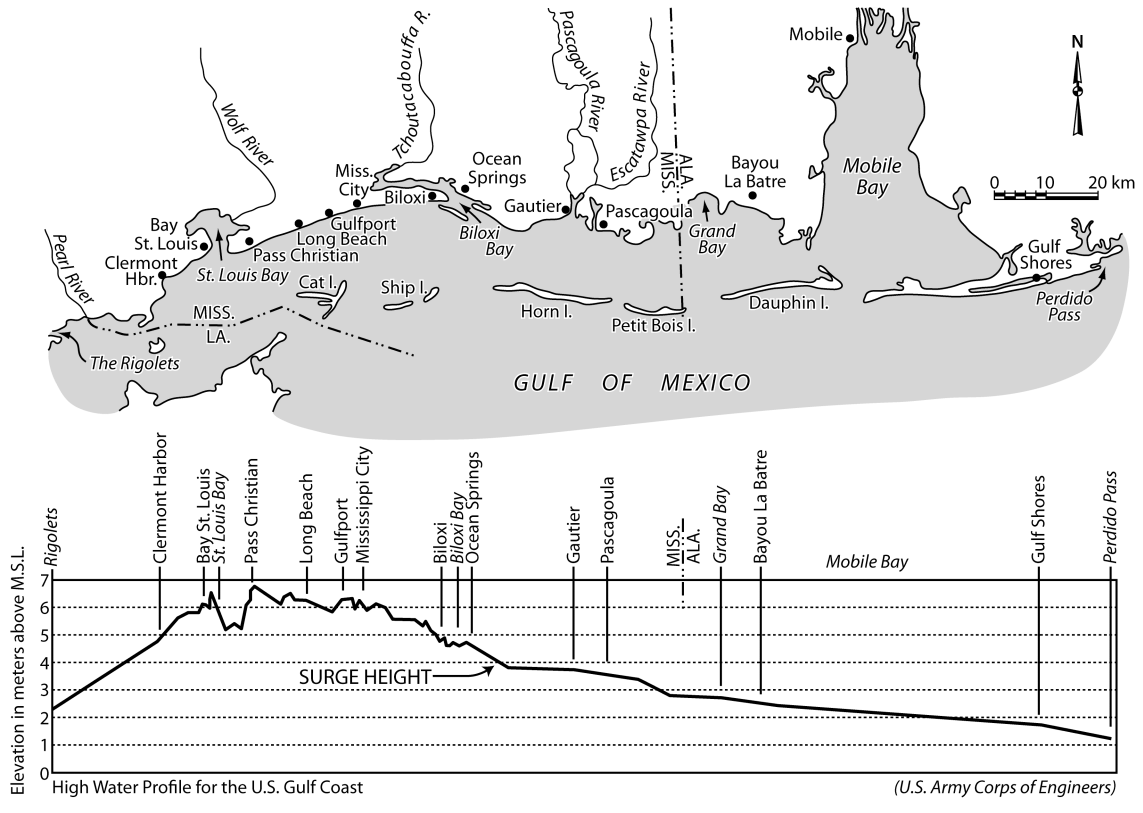 Tchoutacabouffa R.
Pascagoula River
Escatawpa River
Wolf River
Pearl River
Mobile
N
MISS.
ALA.
Ocean
Springs
Miss.
City
Bayou
La Batre
Mobile
Bay
0 10 20 km
Biloxi
Gautier
Pascagoula
Bay
St. Louis
Gulfport
Long Beach
Pass Christian
Biloxi
Bay
Grand
Bay
Gulf
Shores
Clermont
Hbr.
St. Louis Bay
Cat I.
Ship I.
Horn I.
Petit Bois I.
Dauphin I.
Perdido
Pass
MISS.
LA.
The Rigolets
GULF OF MEXICO
Rigolets
Clermont Harbor
Bay St. Louis
St. Louis Bay
Pass Christian
Long Beach
Gulfport
Mississippi City
Biloxi
Biloxi Bay
Ocean Springs
Gautier
Pascagoula
MISS.
ALA.
Grand Bay
Bayou La Batre
Mobile Bay
Gulf Shores
Perdido Pass
Elevation in meters above M.S.L.
7
6
5
4
3
2
1
0
SURGE HEIGHT
High Water Profile for the U.S. Gulf Coast
(U.S. Army Corps of Engineers)